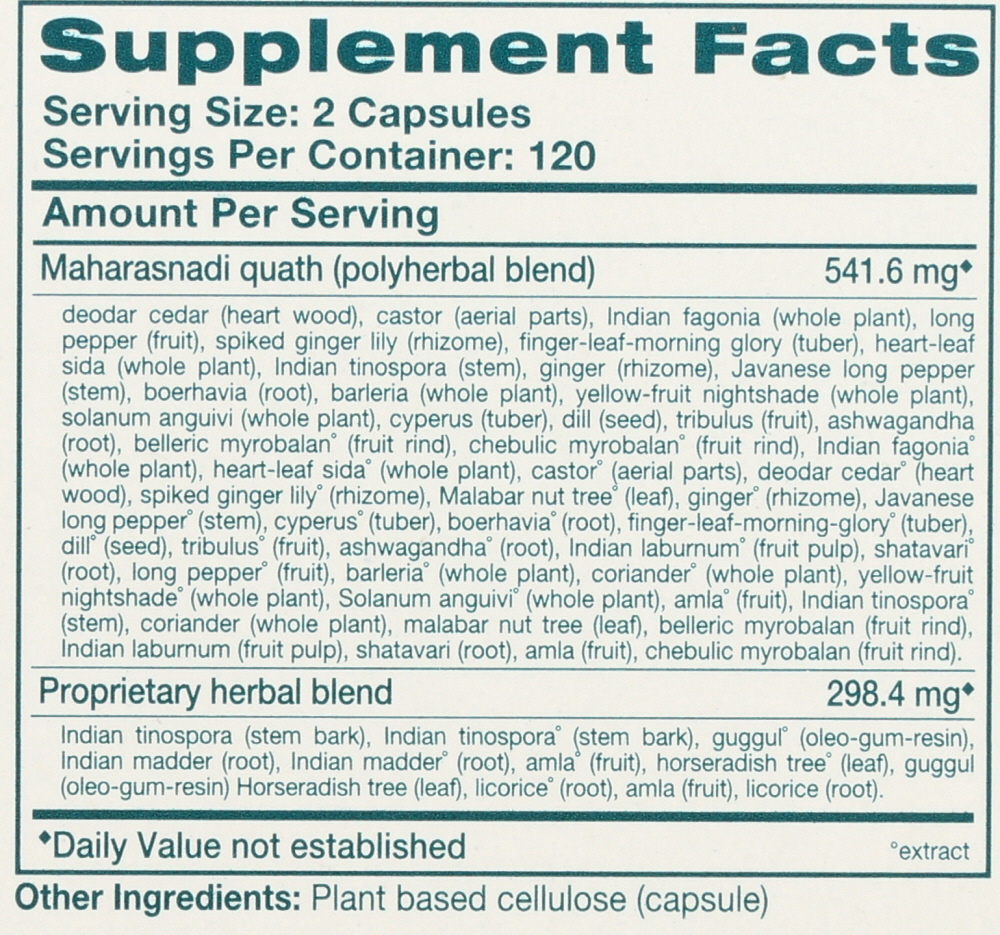 Supplement Facts
Serving Size: 2 Capsules
Servings Per Container: 120
Amount Per Serving
Maharasnadi quath (polyherbal blend) 541.6 mg◆
deodar cedar (heart wood), castor (aerial parts), Indian fagonia (whole plant), long
pepper (fruit), spiked ginger lily (rhizome), finger-leaf-morning glory (tuber), heart-leaf
sida (whole plant), Indian tinospora (stem), ginger (rhizome), Javanese long pepper
(stem), boerhavia (root), barleria (whole plant), yellow-fruit nightshade (whole plant),
solanum anguivi (whole plant), cyperus (tuber), dill (seed), tribulus (fruit), ashwagandha
(root), belleric myrobalan° (fruit rind), chebulic myrobalan° (fruit rind), Indian fagonia°
(whole plant), heart-leaf sida° (whole plant), castor° (aerial parts), deodar cedar° (heart
wood), spiked ginger lily° (rhizome), Malabar nut tree° (leaf), ginger° (rhizome), Javanese
long pepper° (stem), cyperus° (tuber), boerhavia° (root), finger-leaf-morning-glory° (tuber),
dill° (seed), tribulus° (fruit), ashwagandha° (root), Indian laburnum° (fruit pulp), shatavari°
(root), long pepper° (fruit), barleria° (whole plant), coriander° (whole plant), yellow-fruit
nightshade° (whole plant), Solanum anguivi° (whole plant), amla° (fruit), Indian tinospora°
(stem), coriander (whole plant), malabar nut tree (leaf), belleric myrobalan (fruit rind),
Indian laburnum (fruit pulp), shatavari (root), amla (fruit), chebulic myrobalan (fruit rind).
Proprietary herbal blend 298.4 mg◆
Indian tinospora (stem bark), Indian tinospora° (stem bark), guggul° (oleo-gum-resin),
Indian madder (root), Indian madder° (root), amla° (fruit), horseradish tree° (leaf), guggul
(oleo-gum-resin) Horseradish tree (leaf), licorice° (root), amla (fruit), licorice (root).
◆Daily Value not established °extract
Other Ingredients: Plant based cellulose (capsule)